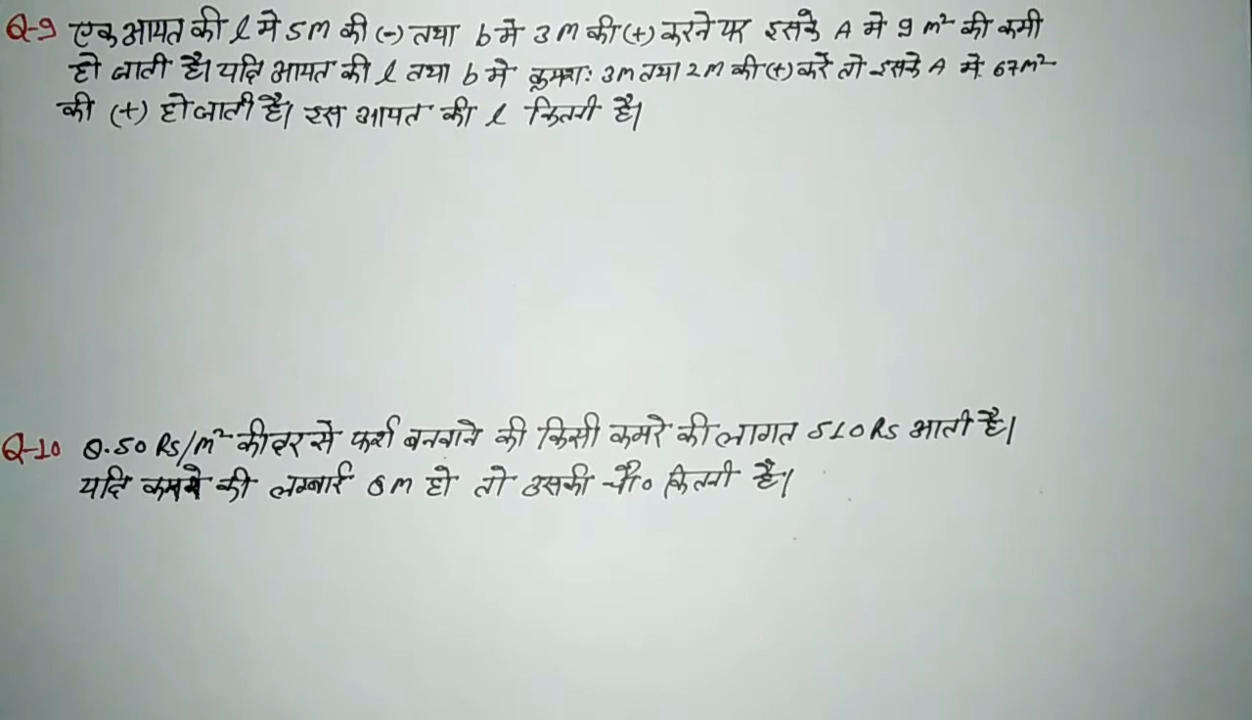 Q-9 एक आयत की l मे 5m की (-) तथा b मे 3m की (+) करने पर इसके A मे 9 m² की कमी
हो जाती है। यदि आयत की l तथा b मे क्रमशः 3m तथा 2m की (+) करें तो इसके A मे 67m²
की (+) हो जाती है। इस आयत की l कितनी है।
Q-10 8.50 Rs/m² की दर से फर्श बनवाने की किसी कमरे की लागत 510 Rs आती है।
यदि कमरे की लम्बाई 8m हो तो उसकी चौ० कितनी है।